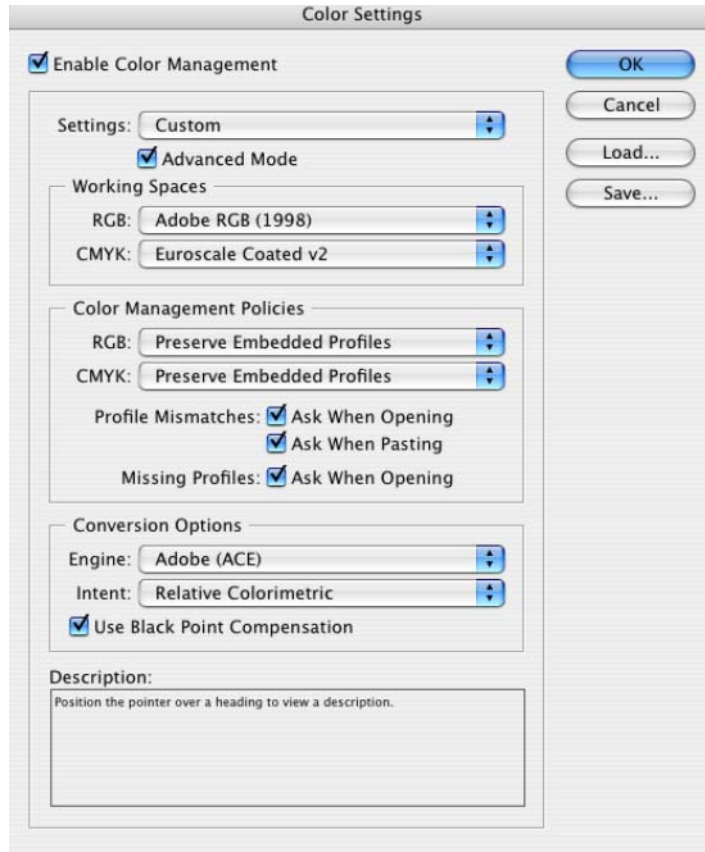 Color Settings
Enable Color Management
OK
Cancel
Settings: Custom
Load...
Advanced Mode
Save...
Working Spaces
RGB: Adobe RGB (1998)
CMYK: Euroscale Coated v2
Color Management Policies
RGB: Preserve Embedded Profiles
CMYK: Preserve Embedded Profiles
Profile Mismatches: Ask When Opening
Ask When Pasting
Missing Profiles: Ask When Opening
Conversion Options
Engine: Adobe (ACE)
Intent: Relative Colorimetric
Use Black Point Compensation
Description:
Position the pointer over a heading to view a description.